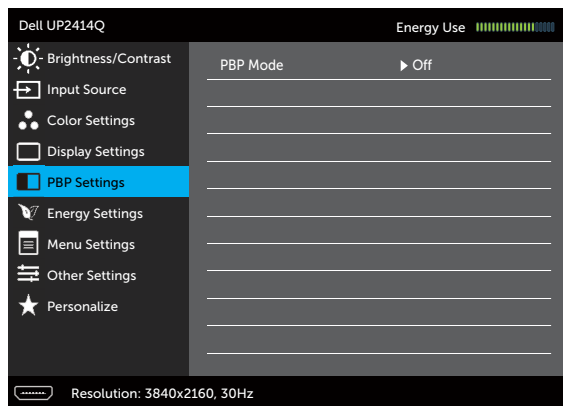 Dell UP2414Q Energy Use
Brightness/Contrast
PBP Mode Off
Input Source
Color Settings
Display Settings
PBP Settings
Energy Settings
Menu Settings
Other Settings
Personalize
Resolution: 3840x2160, 30Hz